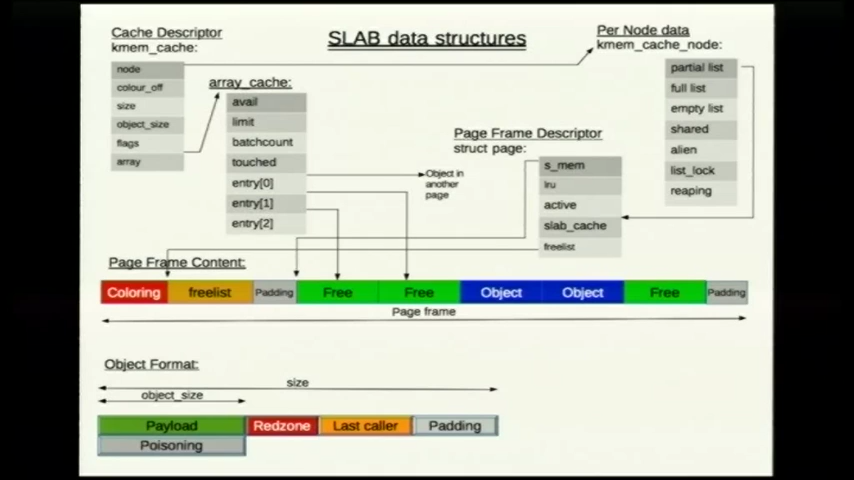 SLAB data structures
Cache Descriptor
kmem_cache:
node
colour_off
size
object_size
flags
array
array_cache:
avail
limit
batchcount
touched
entry[0]
entry[1]
entry[2]
Object in
another
page
Page Frame Descriptor
struct page:
s_mem
lru
active
slab_cache
freelist
Per Node data
kmem_cache_node:
partial list
full list
empty list
shared
alien
list_lock
reaping
Page Frame Content:
Coloring freelist Padding Free Free Object Object Free Padding
Page frame
Object Format:
size
object_size
Payload Redzone Last caller Padding
Poisoning